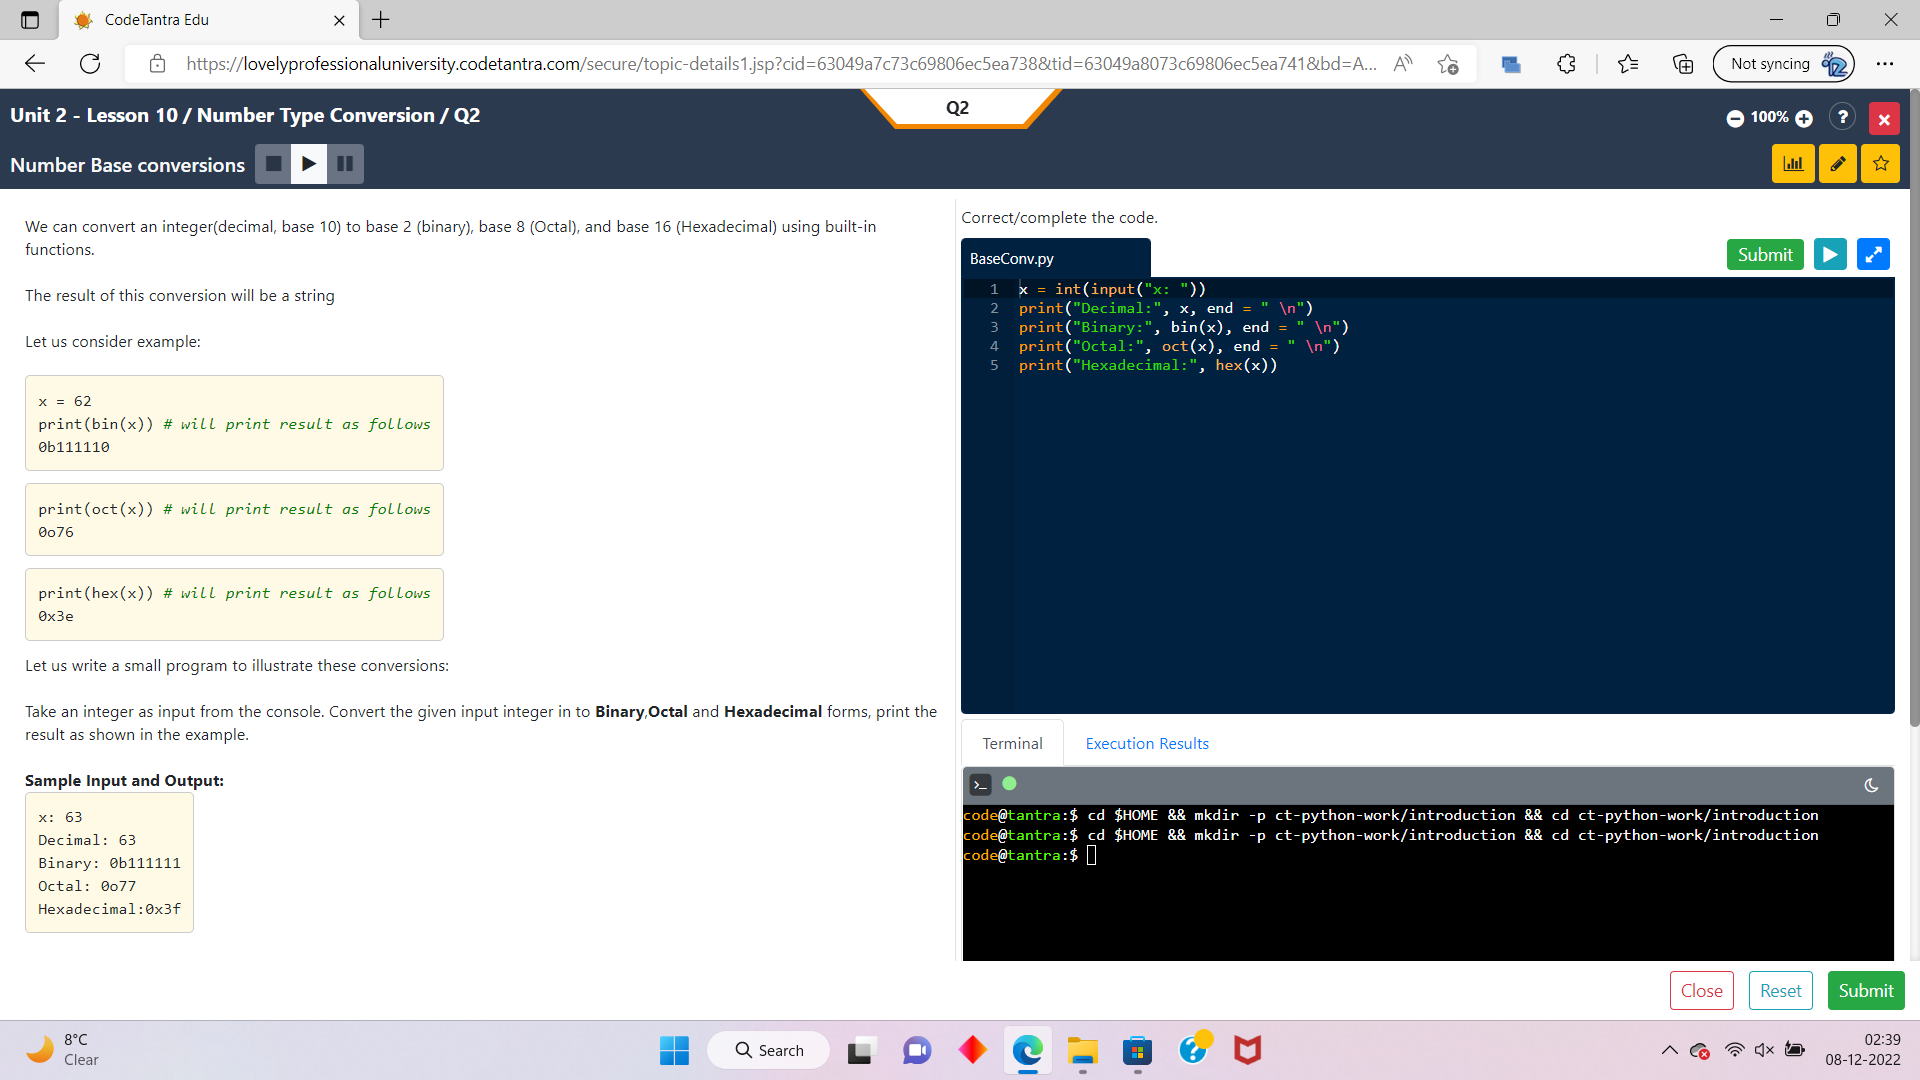 CodeTantra Edu
https://lovelyprofessionaluniversity.codetantra.com/secure/topic-details1.jsp?cid=63049a7c73c69806ec5ea738&tid=63049a8073c69806ec5ea741&bd=A...
Not syncing
Unit 2 - Lesson 10 / Number Type Conversion / Q2
Q2
100%
?
Number Base conversions
We can convert an integer(decimal, base 10) to base 2 (binary), base 8 (Octal), and base 16 (Hexadecimal) using built-in
functions.
The result of this conversion will be a string
Let us consider example:
x = 62
print(bin(x)) # will print result as follows
0b111110
print(oct(x)) # will print result as follows
0o76
print(hex(x)) # will print result as follows
0x3e
Let us write a small program to illustrate these conversions:
Take an integer as input from the console. Convert the given input integer in to Binary,Octal and Hexadecimal forms, print the
result as shown in the example.
Sample Input and Output:
x: 63
Decimal: 63
Binary: 0b111111
Octal: 0o77
Hexadecimal:0x3f
Correct/complete the code.
BaseConv.py
Submit
1 x = int(input("x: "))
2 print("Decimal:", x, end = " \n")
3 print("Binary:", bin(x), end = " \n")
4 print("Octal:", oct(x), end = " \n")
5 print("Hexadecimal:", hex(x))
Terminal
Execution Results
code@tantra:$ cd $HOME && mkdir -p ct-python-work/introduction && cd ct-python-work/introduction
code@tantra:$ cd $HOME && mkdir -p ct-python-work/introduction && cd ct-python-work/introduction
code@tantra:$
Close
Reset
Submit
8°C
Clear
Search
02:39
08-12-2022